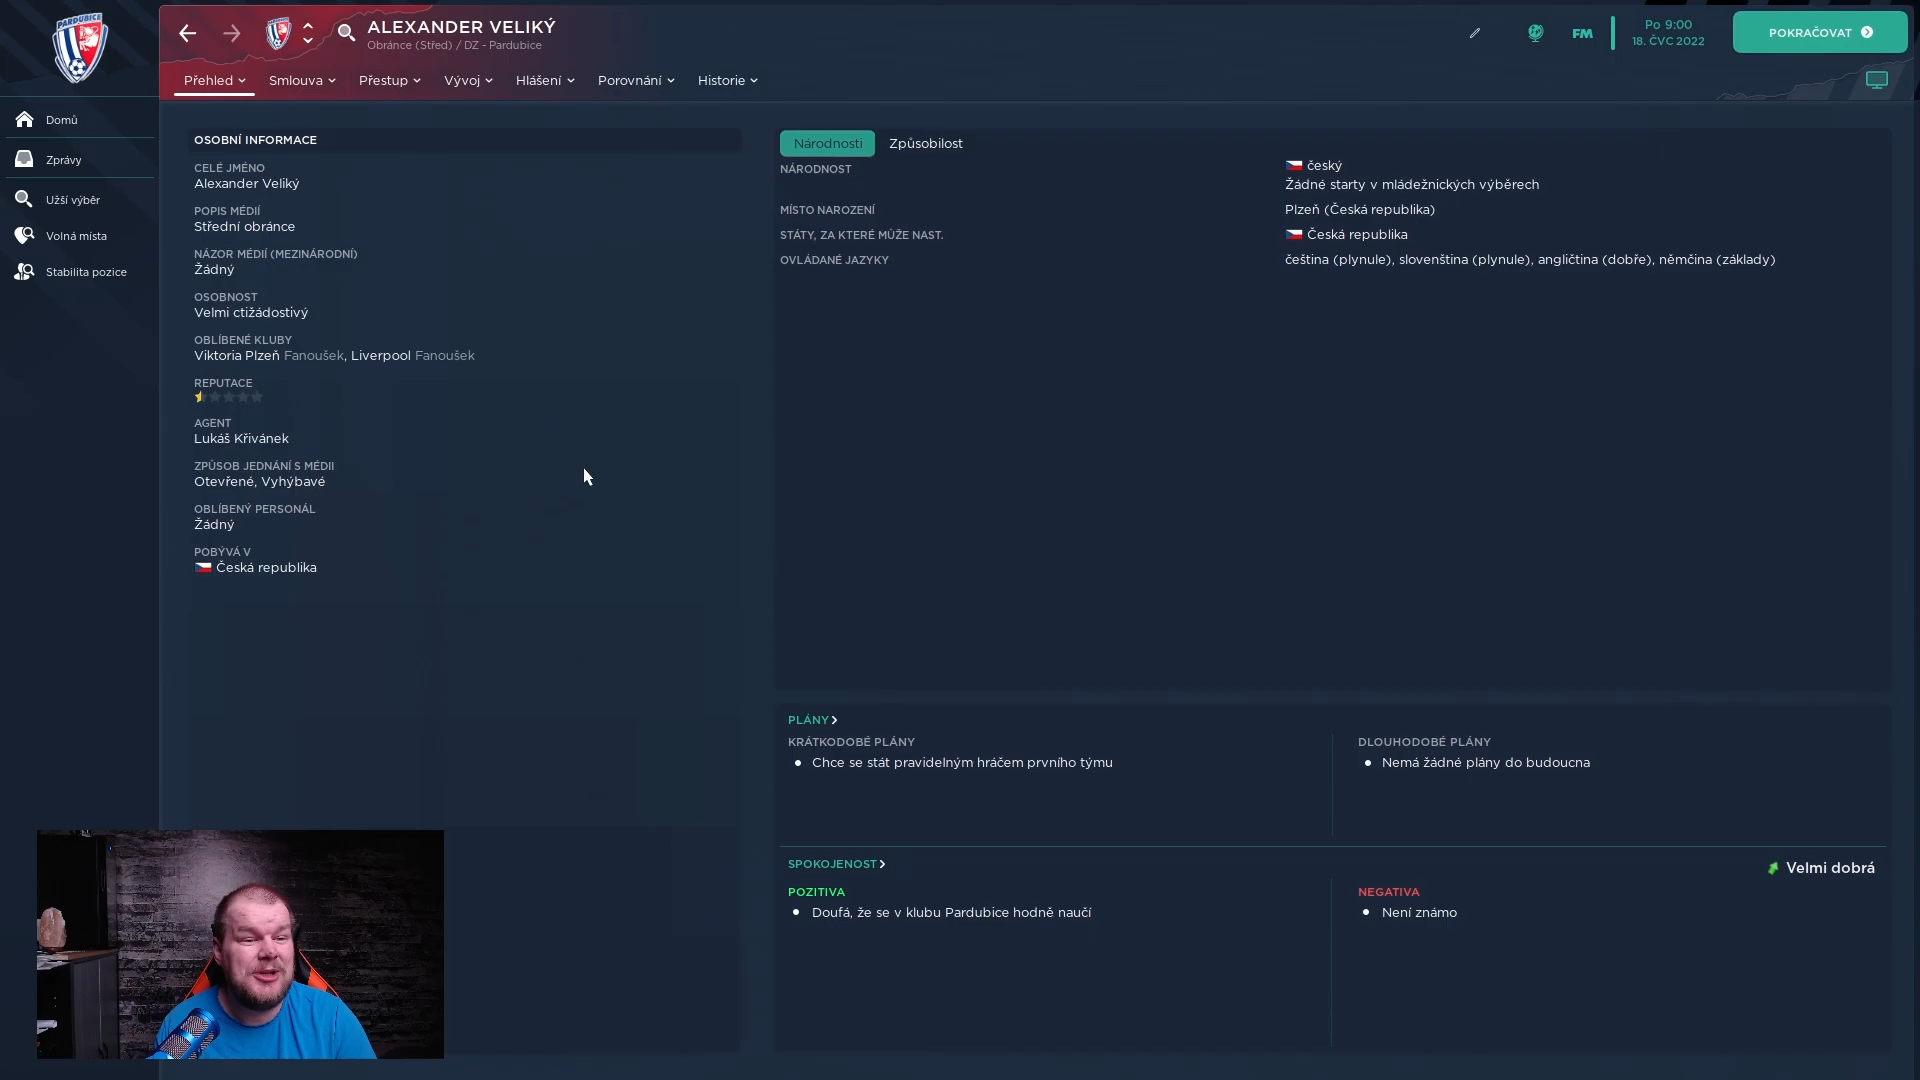 PARDUBICE
ALEXANDER VELIKÝ
Obránce (Střed) / DZ - Pardubice
FM
Po 9:00
18. ČVC 2022
POKRAČOVAT
Přehled
Smlouva
Přestup
Vývoj
Hlášení
Porovnání
Historie
Domů
Zprávy
Užší výběr
Volná místa
Stabilita pozice
OSOBNÍ INFORMACE
CELÉ JMÉNO
Alexander Veliký
POPIS MÉDIÍ
Střední obránce
NÁZOR MÉDIÍ (MEZINÁRODNÍ)
Žádný
OSOBNOST
Velmi ctižádostivý
OBLÍBENÉ KLUBY
Viktoria Plzeň Fanoušek, Liverpool Fanoušek
REPUTACE
AGENT
Lukáš Křivánek
ZPŮSOB JEDNÁNÍ S MÉDII
Otevřené, Vyhýbavé
OBLÍBENÝ PERSONÁL
Žádný
POBÝVÁ V
Česká republika
Národnosti
Způsobilost
NÁRODNOST
český
Žádné starty v mládežnických výběrech
MÍSTO NAROZENÍ
Plzeň (Česká republika)
STÁTY, ZA KTERÉ MŮŽE NAST.
Česká republika
OVLÁDANÉ JAZYKY
čeština (plynule), slovenština (plynule), angličtina (dobře), němčina (základy)
PLÁNY
KRÁTKODOBÉ PLÁNY
Chce se stát pravidelným hráčem prvního týmu
DLOUHODOBÉ PLÁNY
Nemá žádné plány do budoucna
SPOKOJENOST
Velmi dobrá
POZITIVA
Doufá, že se v klubu Pardubice hodně naučí
NEGATIVA
Není známo